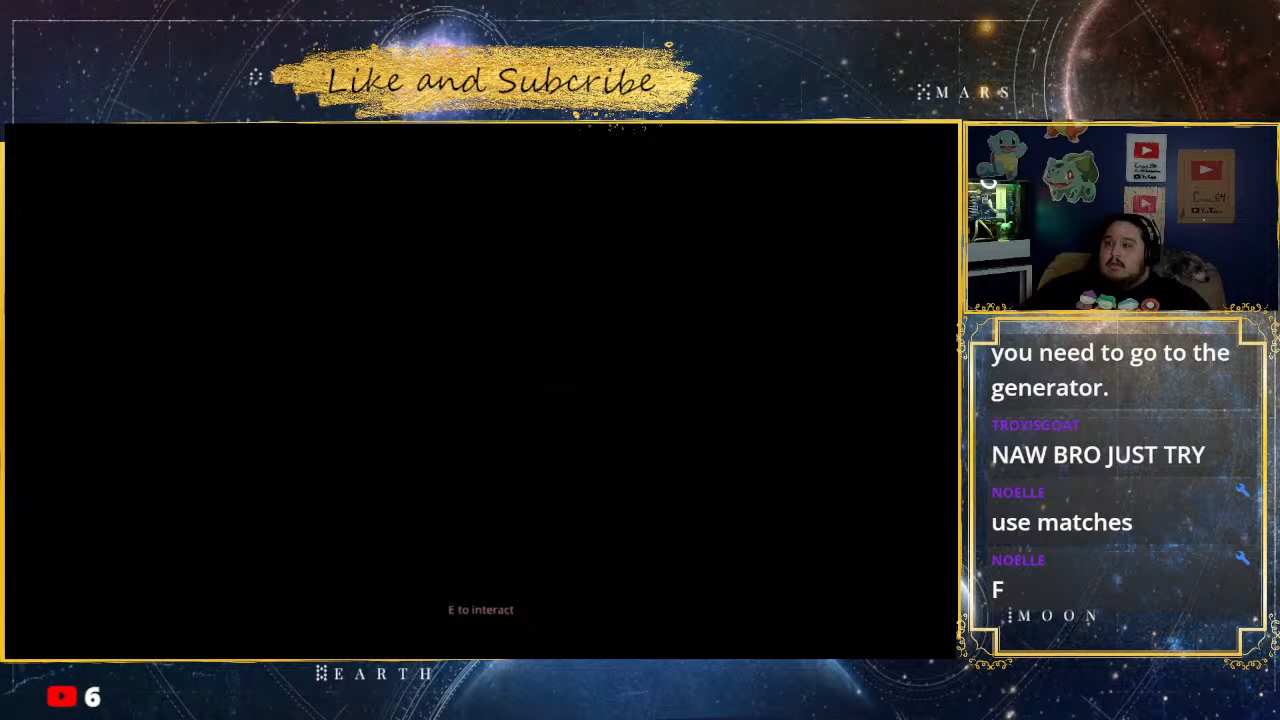 Like and Subcribe
MARS
you need to go to the
generator.
TROYISGOAT
NAW BRO JUST TRY
NOELLE
use matches
NOELLE
F
MOON
E to interact
EARTH
6